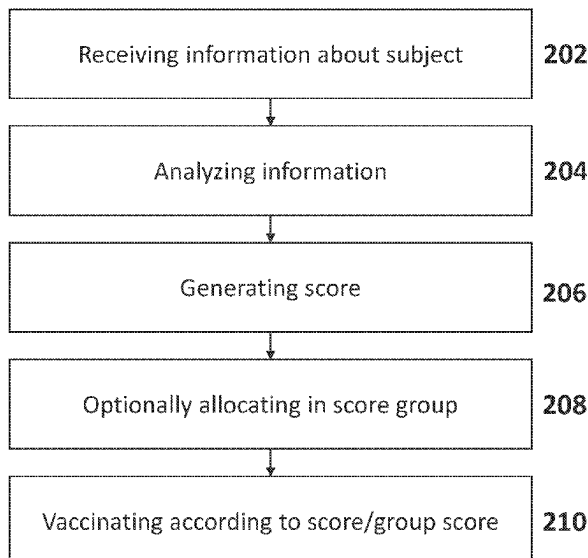 Receiving information about subject 202
Analyzing information 204
Generating score 206
Optionally allocating in score group 208
Vaccinating according to score/group score 210